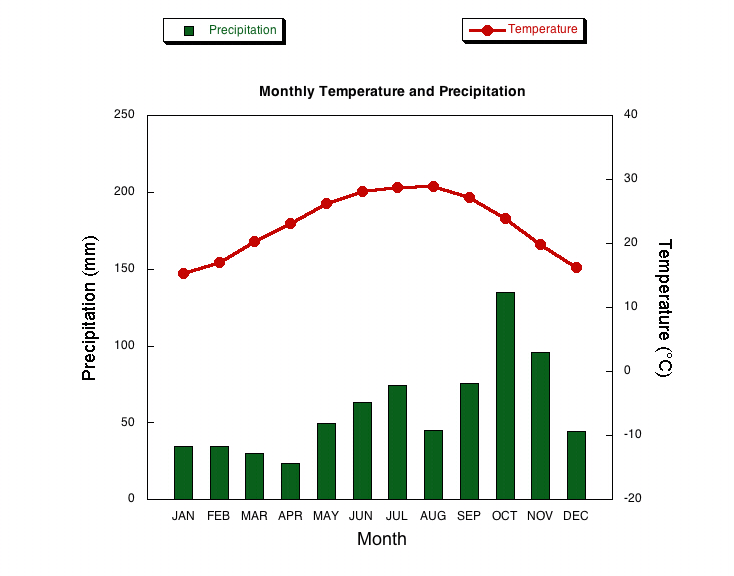 Precipitation
Temperature
Monthly Temperature and Precipitation
250
200
150
100
50
0
Precipitation (mm)
40
30
20
10
0
-10
-20
Temperature (°C)
JAN FEB MAR APR MAY JUN JUL AUG SEP OCT NOV DEC
Month